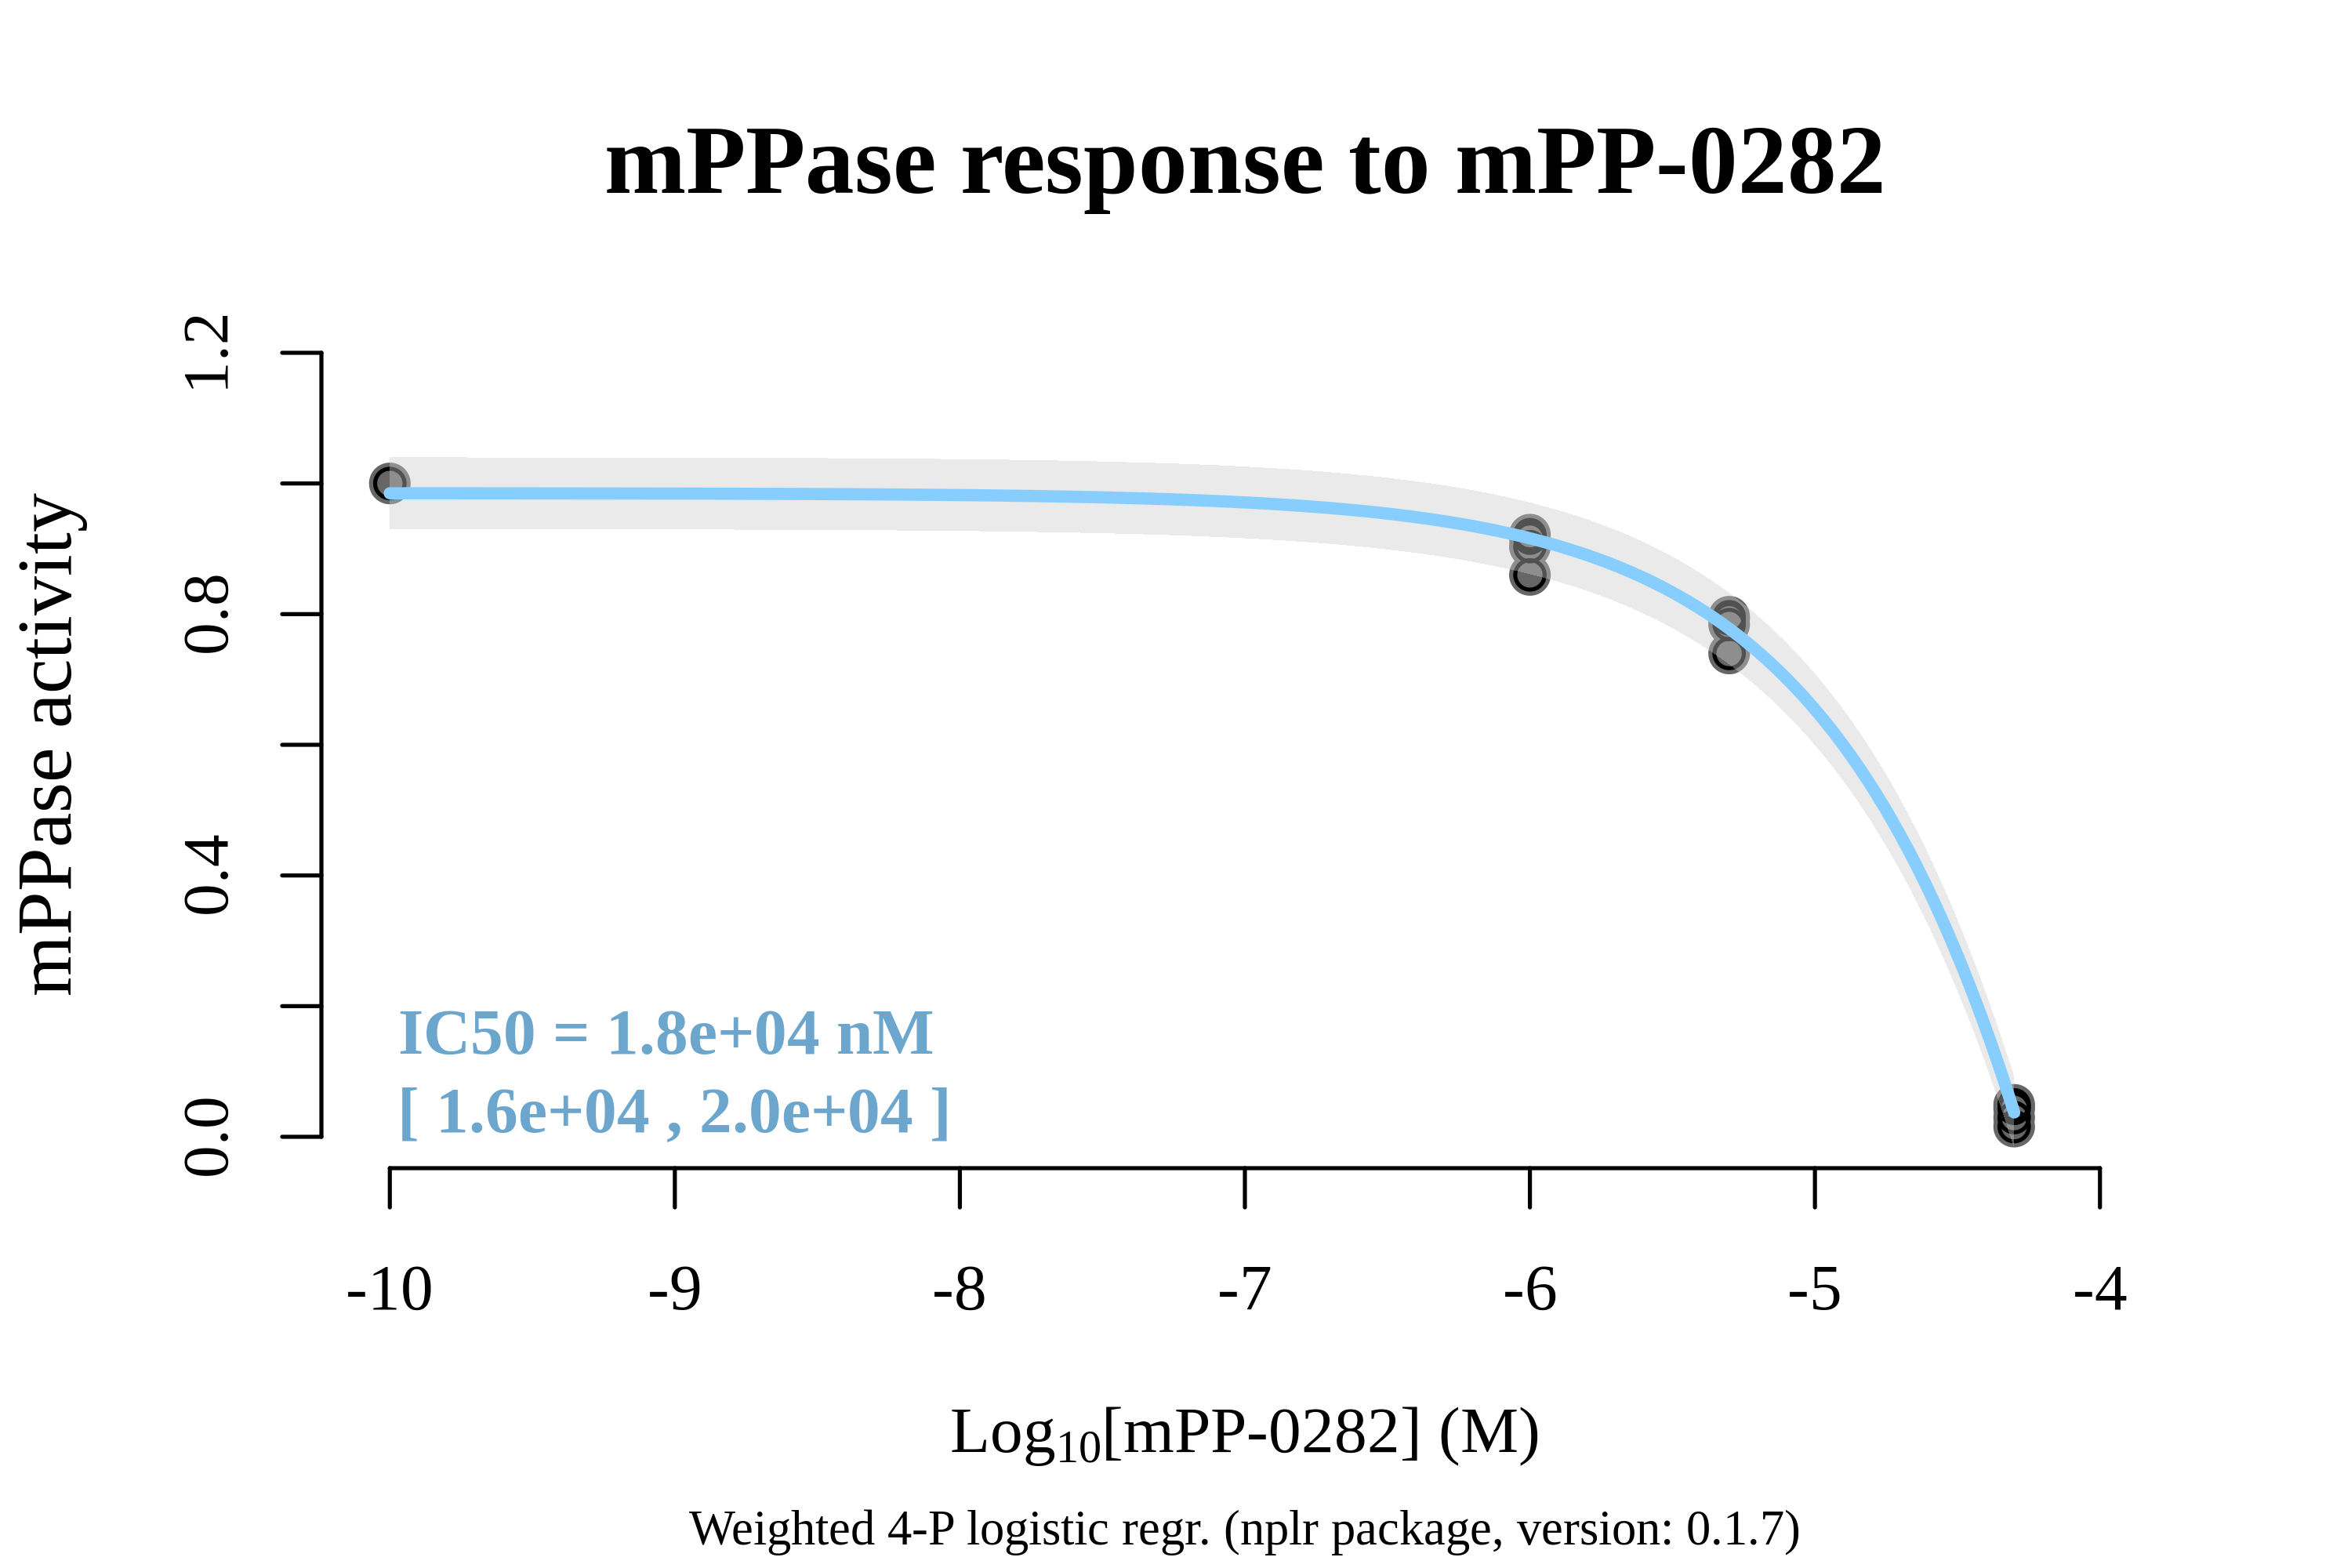 mPPase response to mPP-0282
mPPase activity
1.2
0.8
0.4
0.0
IC50 = 1.8e+04 nM
[ 1.6e+04 , 2.0e+04 ]
-10 -9 -8 -7 -6 -5 -4
Log10[mPP-0282] (M)
Weighted 4-P logistic regr. (nplr package, version: 0.1.7)